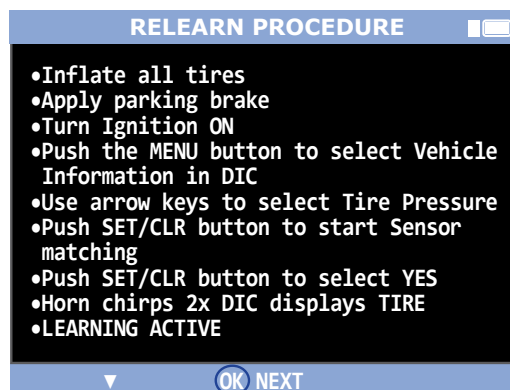 RELEARN PROCEDURE
•Inflate all tires
•Apply parking brake
•Turn Ignition ON
•Push the MENU button to select Vehicle
Information in DIC
•Use arrow keys to select Tire Pressure
•Push SET/CLR button to start Sensor
matching
•Push SET/CLR button to select YES
•Horn chirps 2x DIC displays TIRE
•LEARNING ACTIVE
▼ OK NEXT